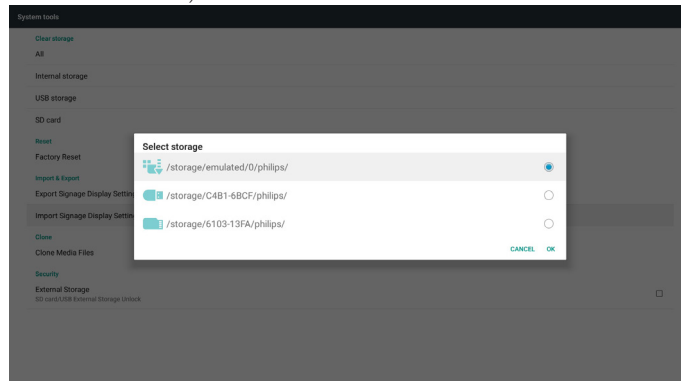 System tools
Clear storage
All
Internal storage
USB storage
SD card
Reset
Factory Reset
Import & Export
Export Signage Display Settin
Import Signage Display Settin
Clone
Clone Media Files
Security
External Storage
SD card/USB External Storage Unlock
Select storage
/storage/emulated/0/philips/
/storage/C4B1-6BCF/philips/
/storage/6103-13FA/philips/
CANCEL OK